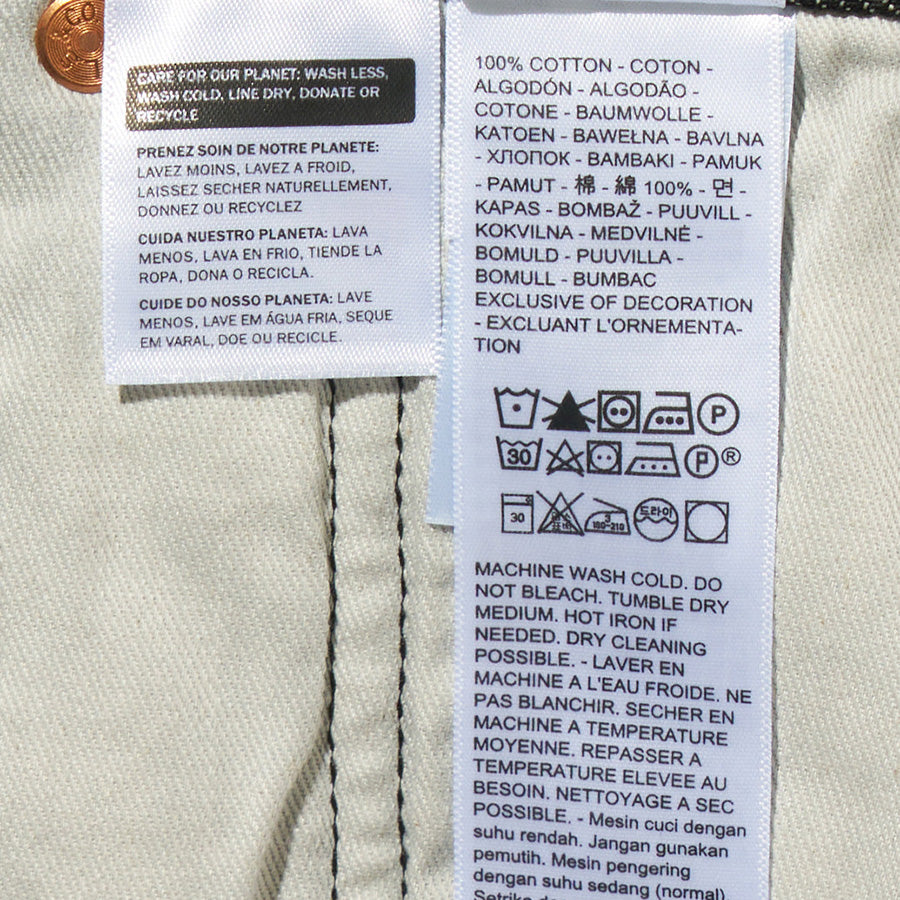 CARE FOR OUR PLANET: WASH LESS,
WASH COLD, LINE DRY, DONATE OR
RECYCLE
PRENEZ SOIN DE NOTRE PLANETE:
LAVEZ MOINS, LAVEZ A FROID,
LAISSEZ SECHER NATURELLEMENT,
DONNEZ OU RECYCLEZ
CUIDA NUESTRO PLANETA: LAVA
MENOS, LAVA EN FRIO, TIENDE LA
ROPA, DONA O RECICLA.
CUIDE DO NOSSO PLANETA: LAVE
MENOS, LAVE EM ÁGUA FRIA, SEQUE
EM VARAL, DOE OU RECICLE.
100% COTTON - COTON -
ALGODÓN - ALGODÃO -
COTONE - BAUMWOLLE -
KATOEN - BAWEŁNA - BAVLNA
- ХЛОПОК - BAMBAKI - PAMUK
- PAMUT - 棉 - 綿 100% - 면 -
KAPAS - BOMBAŽ - PUUVILL -
KOKVILNA - MEDVILNĖ -
BOMULD - PUUVILLA -
BOMULL - BUMBAC
EXCLUSIVE OF DECORATION
- EXCLUANT L'ORNEMENTA-
TION
P
30 P ®
30 3 180-210 드라이
MACHINE WASH COLD. DO
NOT BLEACH. TUMBLE DRY
MEDIUM. HOT IRON IF
NEEDED. DRY CLEANING
POSSIBLE. - LAVER EN
MACHINE A L'EAU FROIDE. NE
PAS BLANCHIR. SECHER EN
MACHINE A TEMPERATURE
MOYENNE. REPASSER A
TEMPERATURE ELEVEE AU
BESOIN. NETTOYAGE A SEC
POSSIBLE. - Mesin cuci dengan
suhu rendah. Jangan gunakan
pemutih. Mesin pengering
dengan suhu sedang (normal).
Setrika